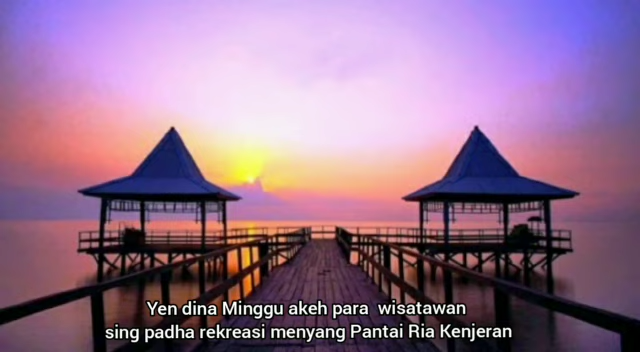 Yen dina Minggu akeh para wisatawan
sing padha rekreasi menyang Pantai Ria Kenjeran